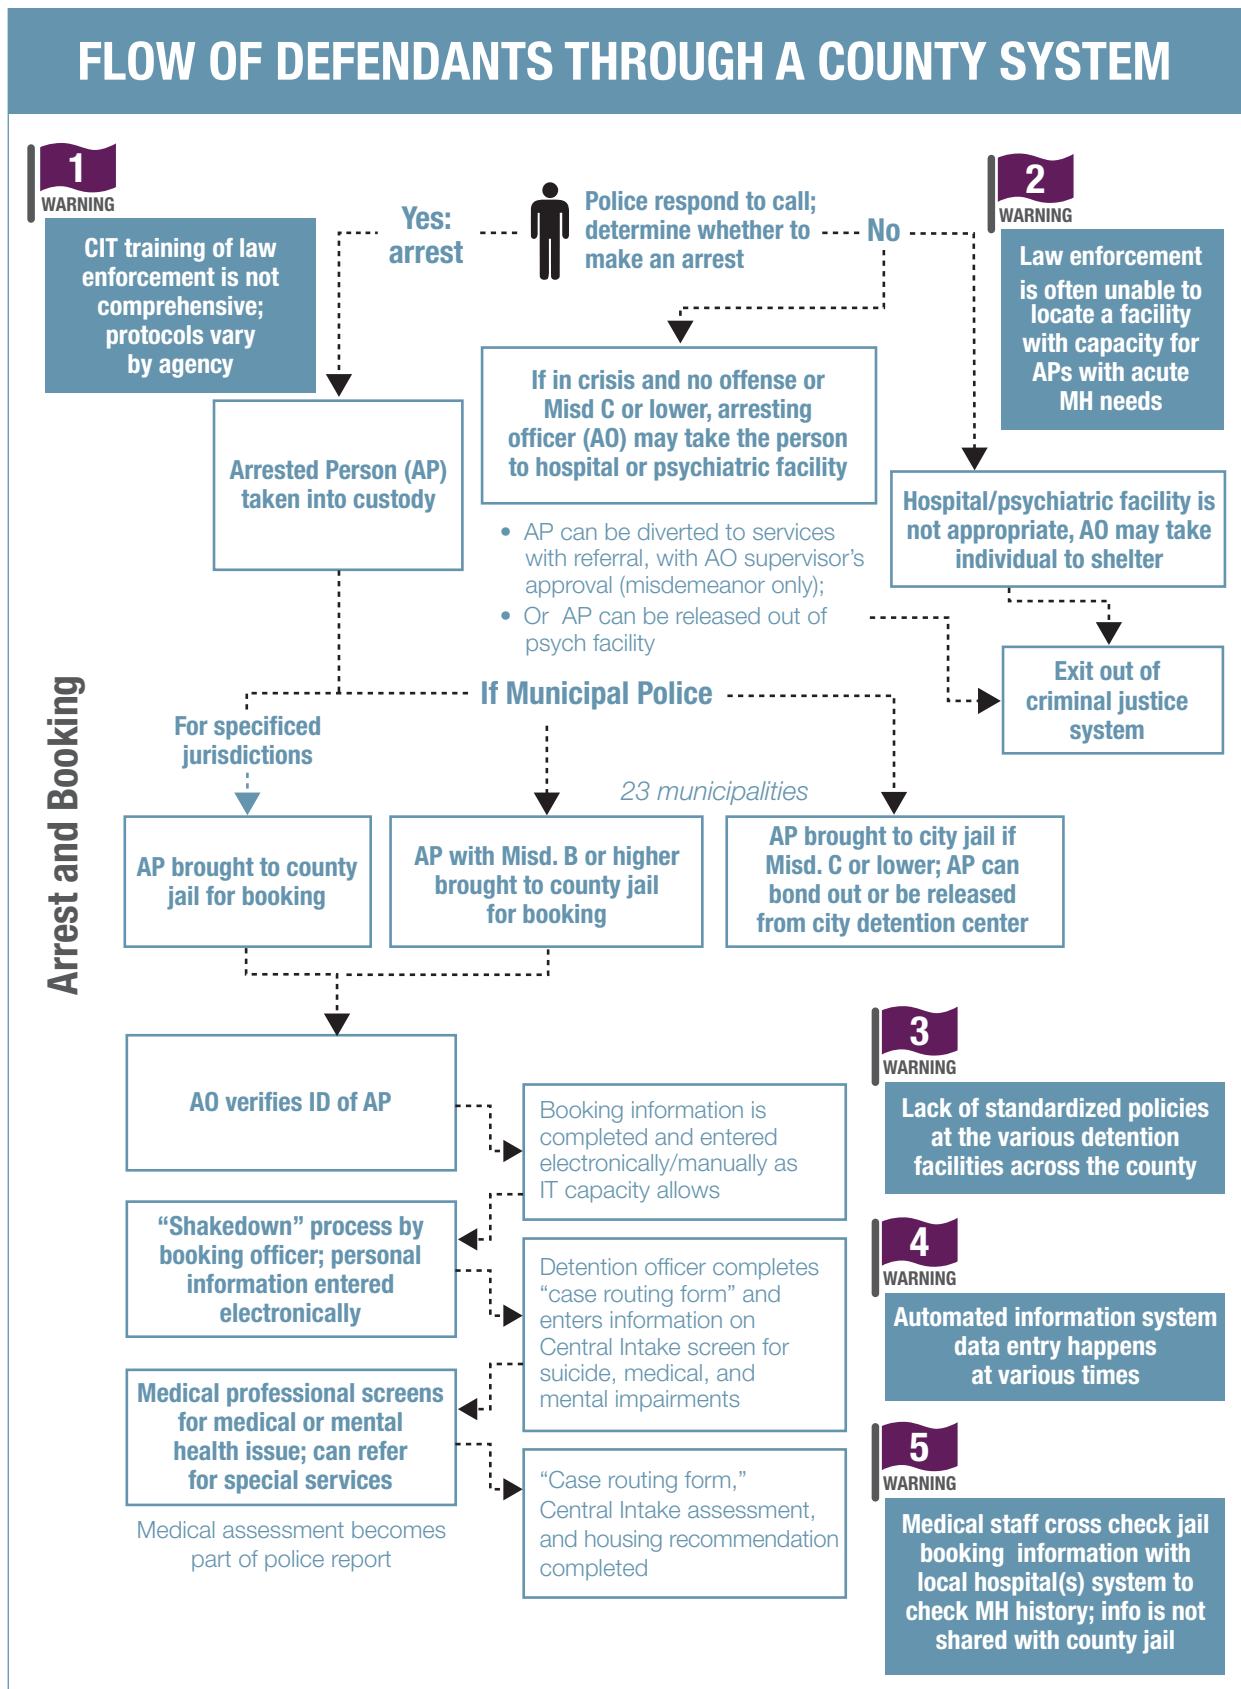 FLOW OF DEFENDANTS THROUGH A COUNTY SYSTEM
1
WARNING
CIT training of law
enforcement is not
comprehensive;
protocols vary
by agency
Yes:
arrest
Police respond to call;
determine whether to
make an arrest
No
2
WARNING
Law enforcement
is often unable to
locate a facility
with capacity for
APs with acute
MH needs
Arrested Person (AP)
taken into custody
If in crisis and no offense or
Misd C or lower, arresting
officer (AO) may take the person
to hospital or psychiatric facility
• AP can be diverted to services
with referral, with AO supervisor's
approval (misdemeanor only);
• Or AP can be released out of
psych facility
Hospital/psychiatric facility is
not appropriate, AO may take
individual to shelter
Exit out of
criminal justice
system
Arrest and Booking
If Municipal Police
For specificed
jurisdictions
23 municipalities
AP brought to county
jail for booking
AP with Misd. B or higher
brought to county jail
for booking
AP brought to city jail if
Misd. C or lower; AP can
bond out or be released
from city detention center
AO verifies ID of AP
Booking information is
completed and entered
electronically/manually as
IT capacity allows
"Shakedown" process by
booking officer; personal
information entered
electronically
Detention officer completes
"case routing form" and
enters information on
Central Intake screen for
suicide, medical, and
mental impairments
Medical professional screens
for medical or mental
health issue; can refer
for special services
Medical assessment becomes
part of police report
"Case routing form,"
Central Intake assessment,
and housing recommendation
completed
3
WARNING
Lack of standardized policies
at the various detention
facilities across the county
4
WARNING
Automated information system
data entry happens
at various times
5
WARNING
Medical staff cross check jail
booking information with
local hospital(s) system to
check MH history; info is not
shared with county jail